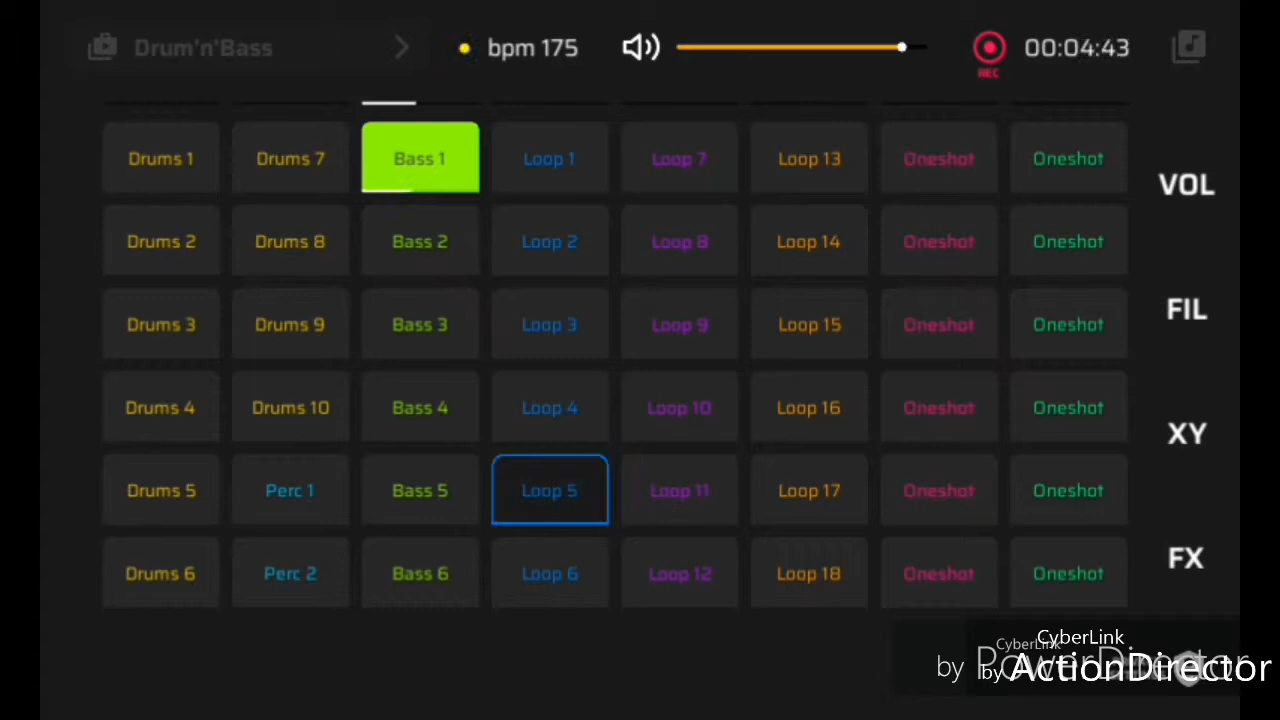 Drum'n'Bass bpm 175 00:04:43
REC
Drums 1 Drums 7 Bass 1 Loop 1 Loop 7 Loop 13 Oneshot Oneshot
VOL
Drums 2 Drums 8 Bass 2 Loop 2 Loop 8 Loop 14 Oneshot Oneshot
Drums 3 Drums 9 Bass 3 Loop 3 Loop 9 Loop 15 Oneshot Oneshot
FIL
Drums 4 Drums 10 Bass 4 Loop 4 Loop 10 Loop 16 Oneshot Oneshot
XY
Drums 5 Perc 1 Bass 5 Loop 5 Loop 11 Loop 17 Oneshot Oneshot
Drums 6 Perc 2 Bass 6 Loop 6 Loop 12 Loop 18 Oneshot Oneshot
FX
CyberLink
by PowerDirector
CyberLink
by ActionDirector